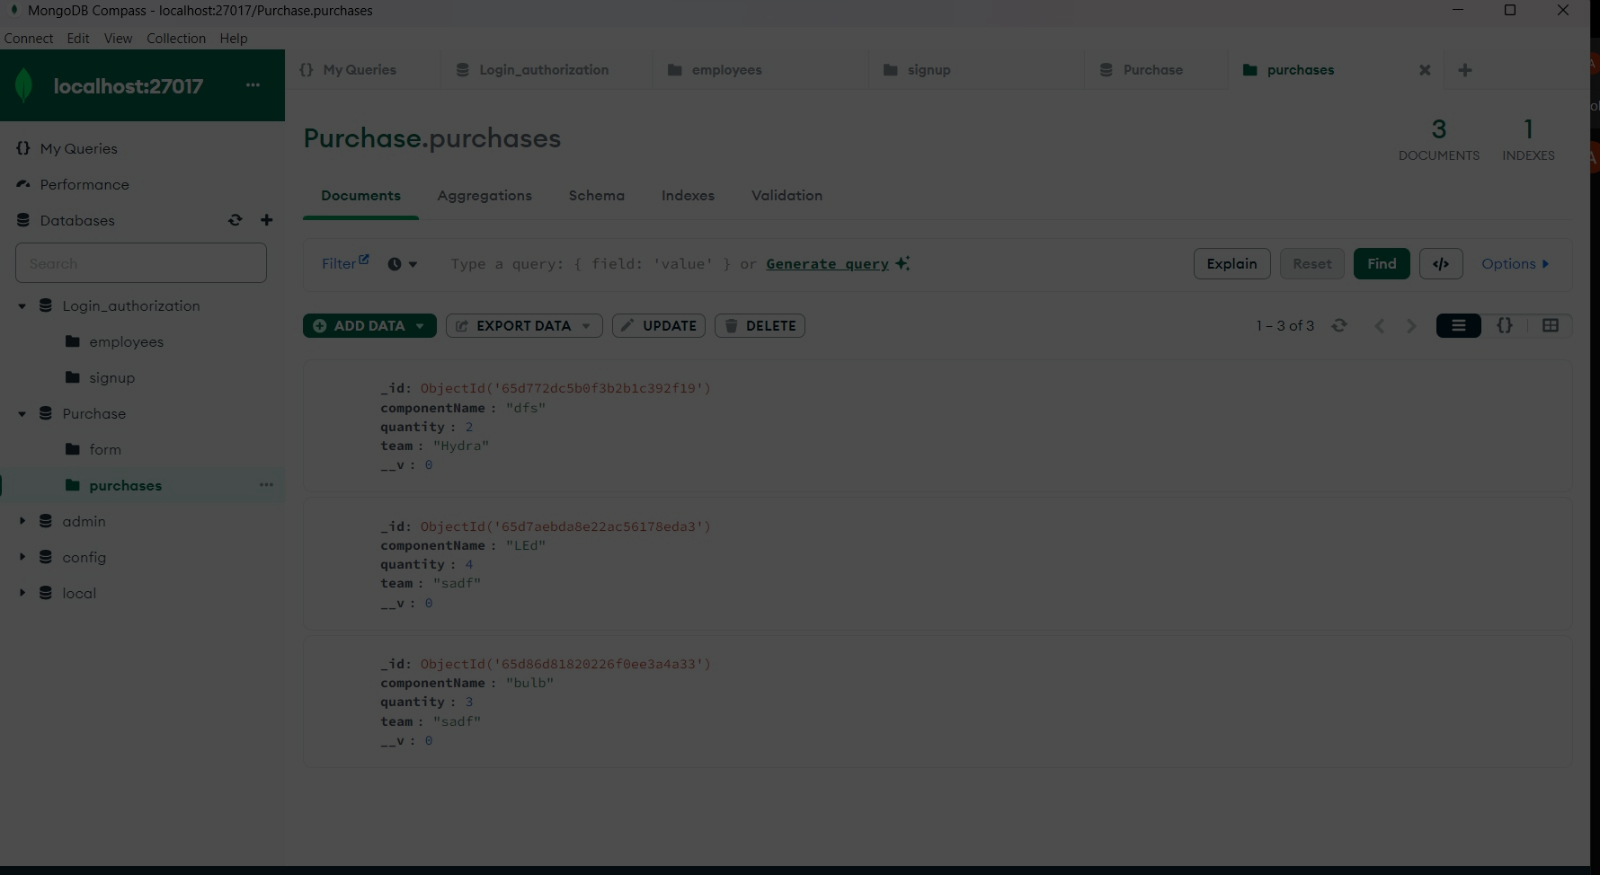 MongoDB Compass - localhost:27017/Purchase.purchases
Connect Edit View Collection Help
localhost:27017
My Queries
Performance
Databases
Search
Login_authorization
employees
signup
Purchase
form
purchases
admin
config
local
My Queries Login_authorization employees signup Purchase purchases
Purchase.purchases
3
DOCUMENTS
1
INDEXES
Documents Aggregations Schema Indexes Validation
Filter Type a query: { field: 'value' } or Generate query Explain Reset Find </> Options
ADD DATA EXPORT DATA UPDATE DELETE 1 – 3 of 3 {}
_id: ObjectId('65d772dc5b0f3b2b1c392f19')
componentName : "dfs"
quantity : 2
team : "Hydra"
__v : 0
_id: ObjectId('65d7aebda8e22ac56178eda3')
componentName : "LEd"
quantity : 4
team : "sadf"
__v : 0
_id: ObjectId('65d86d81820226f0ee3a4a33')
componentName : "bulb"
quantity : 3
team : "sadf"
__v : 0